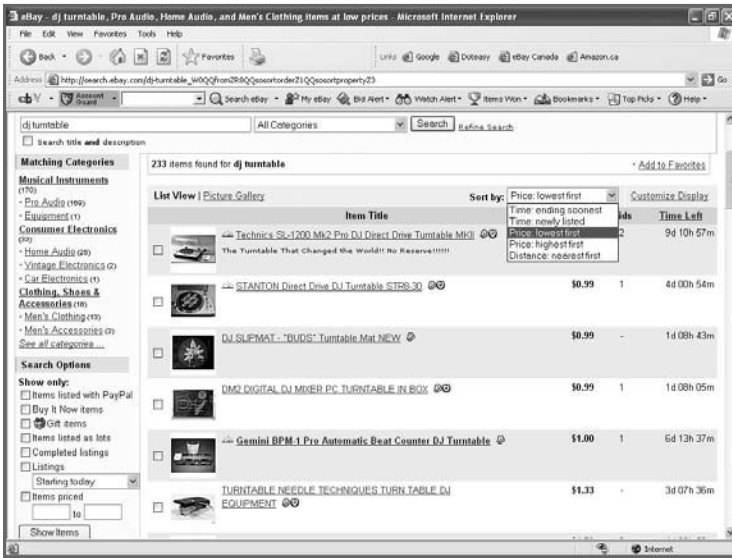 eBay - dj turntable, Pro Audio, Home Audio, and Men's Clothing items at low prices - Microsoft Internet Explorer
File Edit View Favorites Tools Help
Back Favorites Links Google Doteasy eBay Canada Amazon.ca
Address http://search.ebay.com/dj-turntable_W0QQfromZR8QQsosortorderZ1QQsosortpropertyZ3 Go
ebY Account Guard Search eBay My eBay Bid Alert Watch Alert Items Won Bookmarks Top Picks Help
dj turntable All Categories Search Refine Search
Search title and description
Matching Categories
Musical Instruments
(170)
Pro Audio (169)
Equipment (1)
Consumer Electronics
Home Audio (26)
Vintage Electronics (2)
Car Electronics (1)
Clothing, Shoes &
Accessories (18)
Men's Clothing (13)
Men's Accessories (3)
See all categories ...
Search Options
Show only:
Items listed with PayPal
Buy It Now items
Gift items
Items listed as lots
Completed listings
Listings
Starting today
Items priced
to
Show Items
233 items found for dj turntable Add to Favorites
List View | Picture Gallery Sort by: Price: lowest first Customize Display
Time: ending soonest
Time: newly listed
Price: lowest first
Price: highest first
Distance: nearest first
Item Title ids Time Left
Technics SL-1200 Mk2 Pro DJ Direct Drive Turntable MKII 2 9d 10h 57m
The Turntable That Changed the World!! No Reserve!!!!!!
STANTON Direct Drive DJ Turntable STR8-30 $0.99 1 4d 00h 54m
DJ SLIPMAT - "BUDS" Turntable Mat NEW $0.99 - 1d 08h 43m
DM2 DIGITAL DJ MIXER PC TURNTABLE IN BOX $0.99 1 1d 08h 05m
Gemini BPM-1 Pro Automatic Beat Counter DJ Turntable $1.00 1 6d 13h 37m
TURNTABLE NEEDLE TECHNIQUES TURN TABLE DJ
EQUIPMENT $1.33 - 3d 07h 36m
Internet